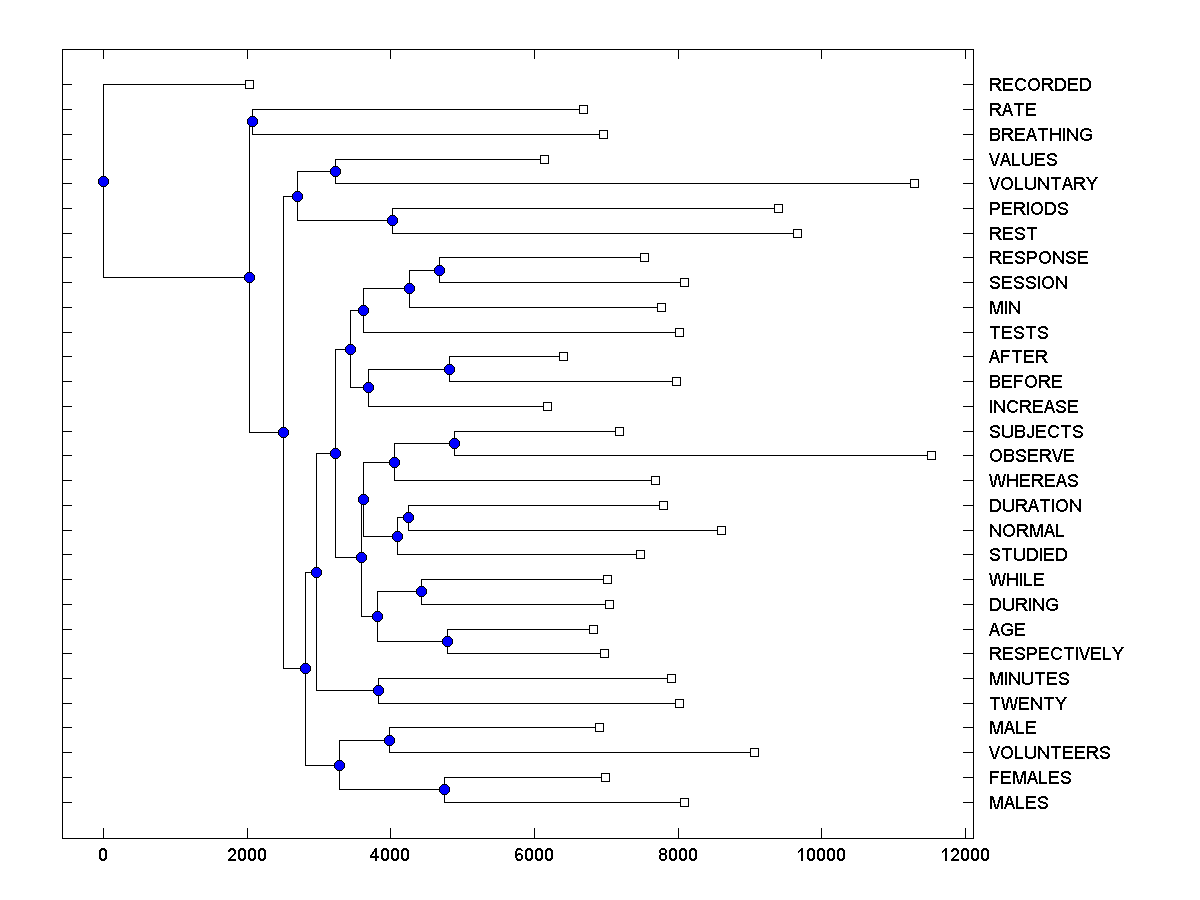 RECORDED
RATE
BREATHING
VALUES
VOLUNTARY
PERIODS
REST
RESPONSE
SESSION
MIN
TESTS
AFTER
BEFORE
INCREASE
SUBJECTS
OBSERVE
WHEREAS
DURATION
NORMAL
STUDIED
WHILE
DURING
AGE
RESPECTIVELY
MINUTES
TWENTY
MALE
VOLUNTEERS
FEMALES
MALES
0 2000 4000 6000 8000 10000 12000